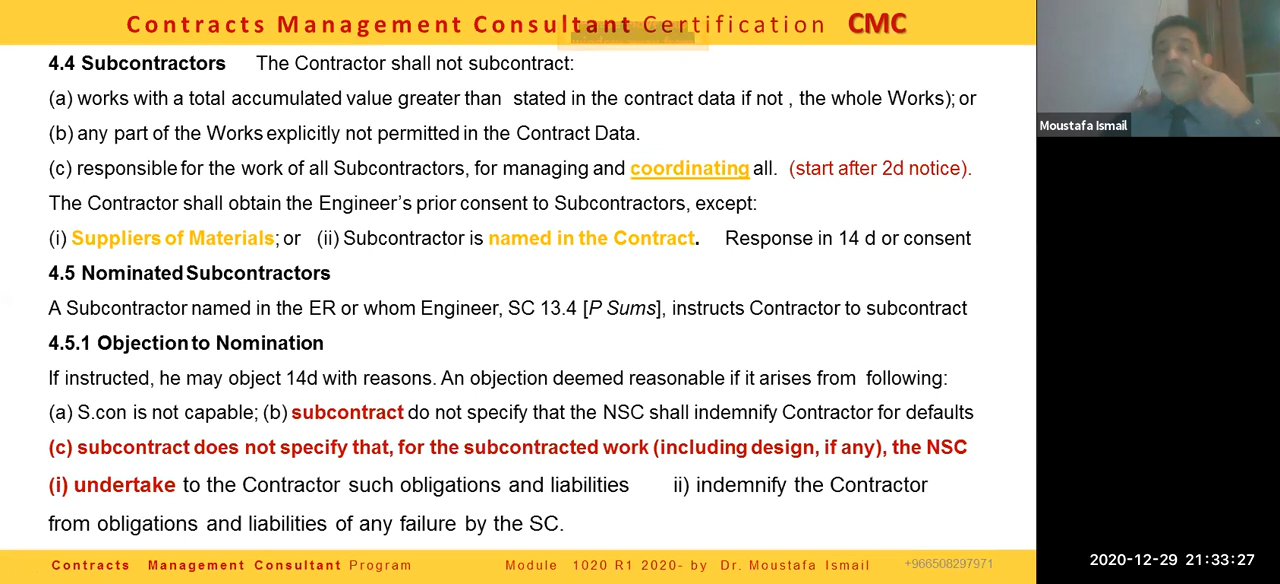 Contracts Management Consultant Certification CMC
4.4 Subcontractors The Contractor shall not subcontract:
(a) works with a total accumulated value greater than stated in the contract data if not , the whole Works); or
(b) any part of the Works explicitly not permitted in the Contract Data.
(c) responsible for the work of all Subcontractors, for managing and coordinating all. (start after 2d notice).
The Contractor shall obtain the Engineer’s prior consent to Subcontractors, except:
(i) Suppliers of Materials; or (ii) Subcontractor is named in the Contract. Response in 14 d or consent
4.5 Nominated Subcontractors
A Subcontractor named in the ER or whom Engineer, SC 13.4 [P Sums], instructs Contractor to subcontract
4.5.1 Objection to Nomination
If instructed, he may object 14d with reasons. An objection deemed reasonable if it arises from following:
(a) S.con is not capable; (b) subcontract do not specify that the NSC shall indemnify Contractor for defaults
(c) subcontract does not specify that, for the subcontracted work (including design, if any), the NSC
(i) undertake to the Contractor such obligations and liabilities ii) indemnify the Contractor
from obligations and liabilities of any failure by the SC.
Contracts Management Consultant Program Module 1020 R1 2020- by Dr. Moustafa Ismail +966508297971
Moustafa Ismail
2020-12-29 21:33:27